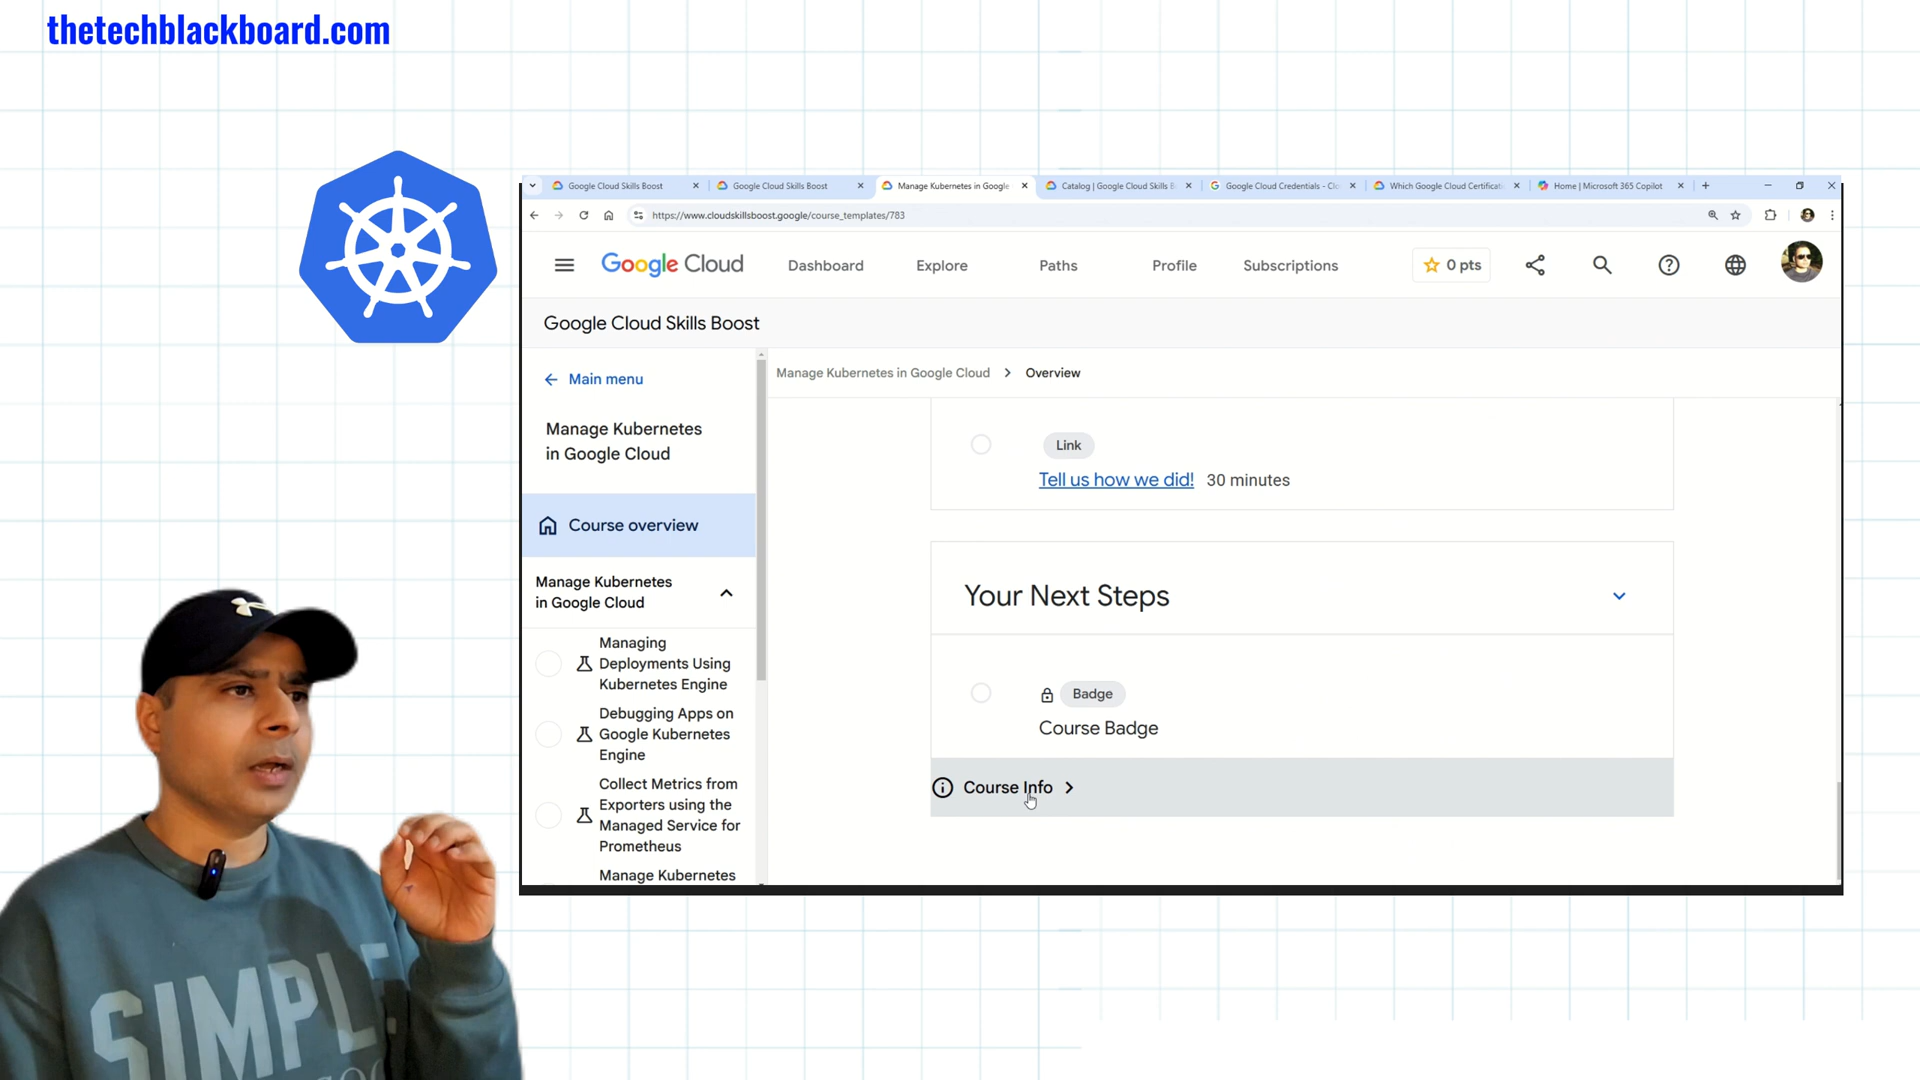 thetechblackboard.com
Google Cloud Skills Boost
Google Cloud Skills Boost
Manage Kubernetes in Google
Catalog | Google Cloud Skills B
Google Cloud Credentials - Clo
Which Google Cloud Certificati
Home | Microsoft 365 Copilot
https://www.cloudskillsboost.google/course_templates/783
Google Cloud
Dashboard
Explore
Paths
Profile
Subscriptions
0 pts
Google Cloud Skills Boost
Main menu
Manage Kubernetes
in Google Cloud
Course overview
Manage Kubernetes
in Google Cloud
Managing
Deployments Using
Kubernetes Engine
Debugging Apps on
Google Kubernetes
Engine
Collect Metrics from
Exporters using the
Managed Service for
Prometheus
Manage Kubernetes
Manage Kubernetes in Google Cloud > Overview
Link
Tell us how we did! 30 minutes
Your Next Steps
Badge
Course Badge
Course Info
SIMPL